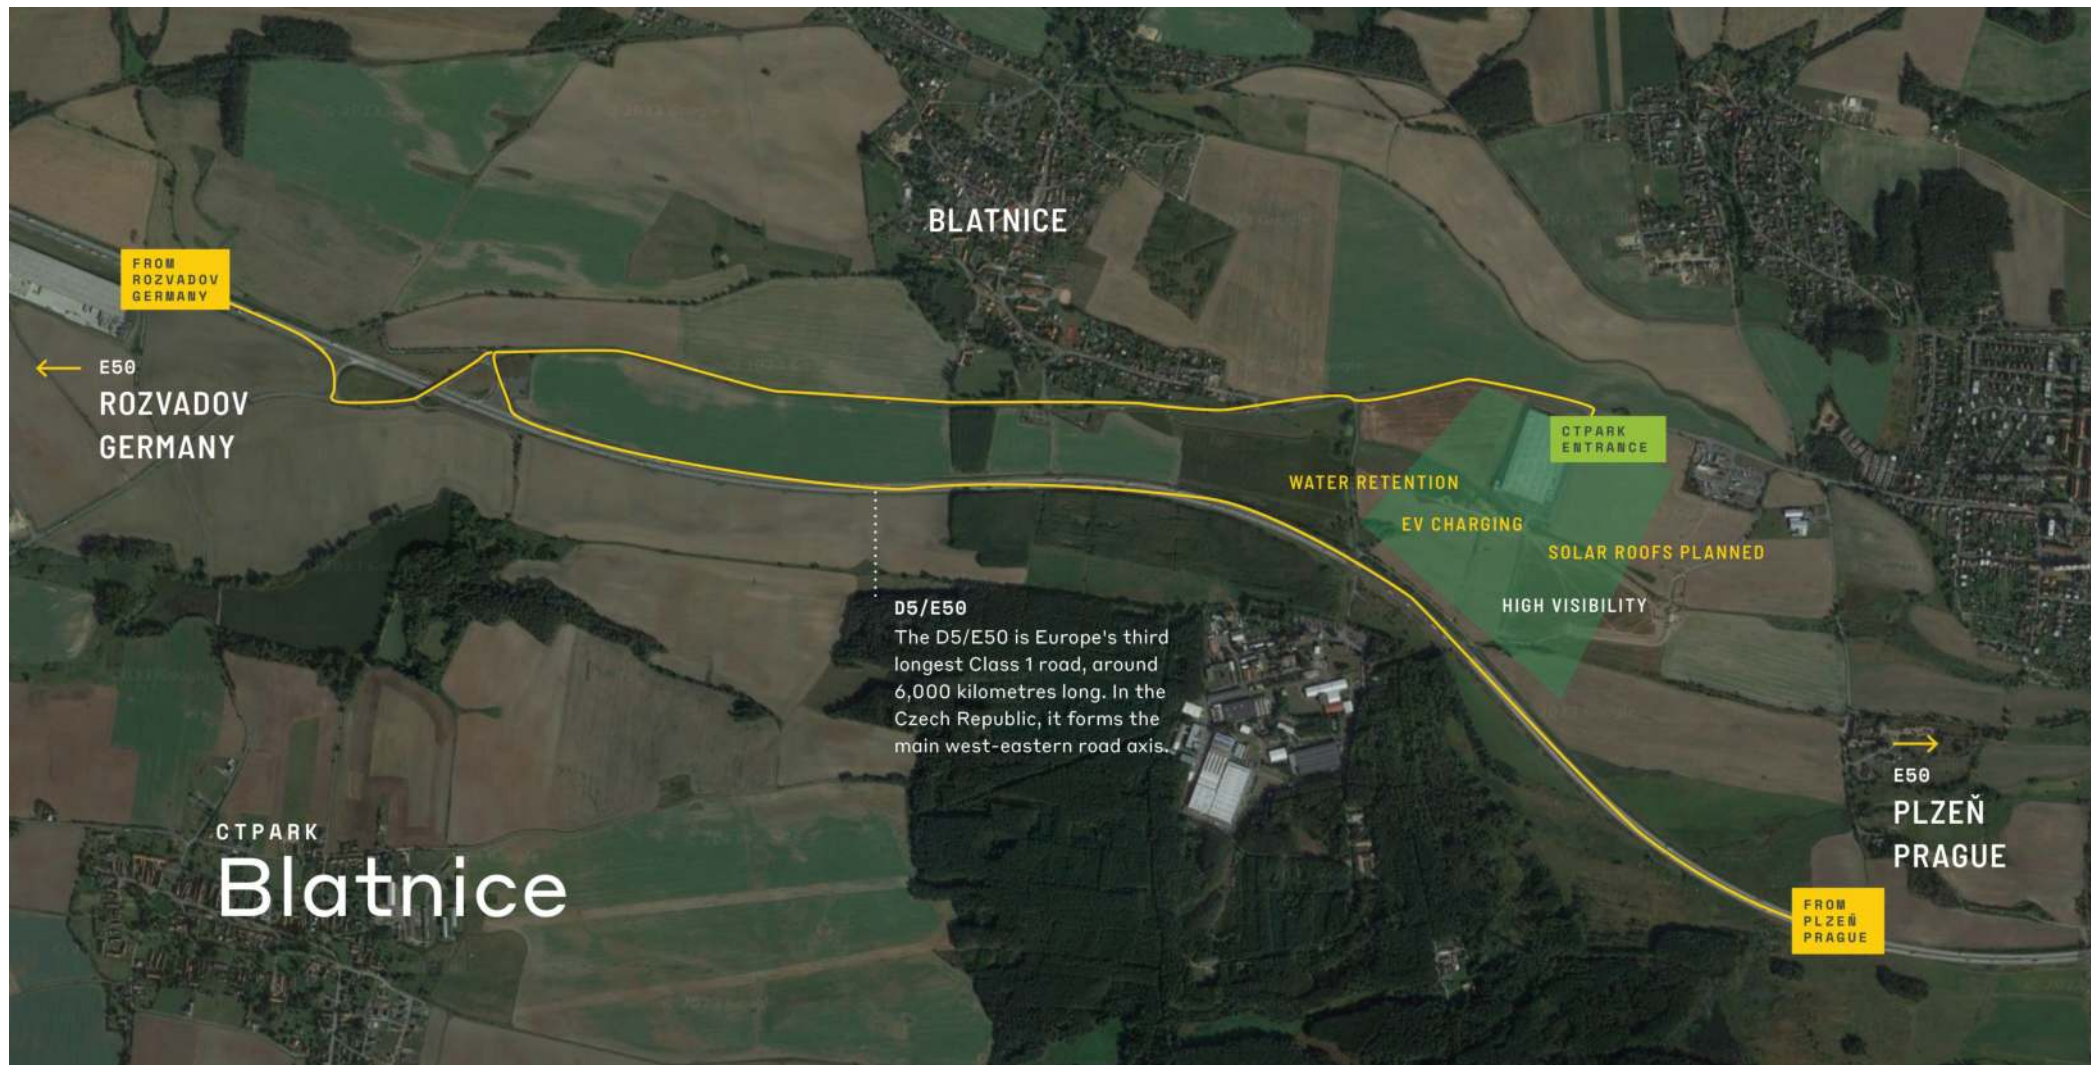 BLATNICE
FROM
ROZVADOV
GERMANY
E50
ROZVADOV
GERMANY
CTPARK
ENTRANCE
WATER RETENTION
EV CHARGING
SOLAR ROOFS PLANNED
HIGH VISIBILITY
D5/E50
The D5/E50 is Europe's third
longest Class 1 road, around
6,000 kilometres long. In the
Czech Republic, it forms the
main west-eastern road axis.
E50
PLZEŇ
PRAGUE
CTPARK
Blatnice
FROM
PLZEŇ
PRAGUE